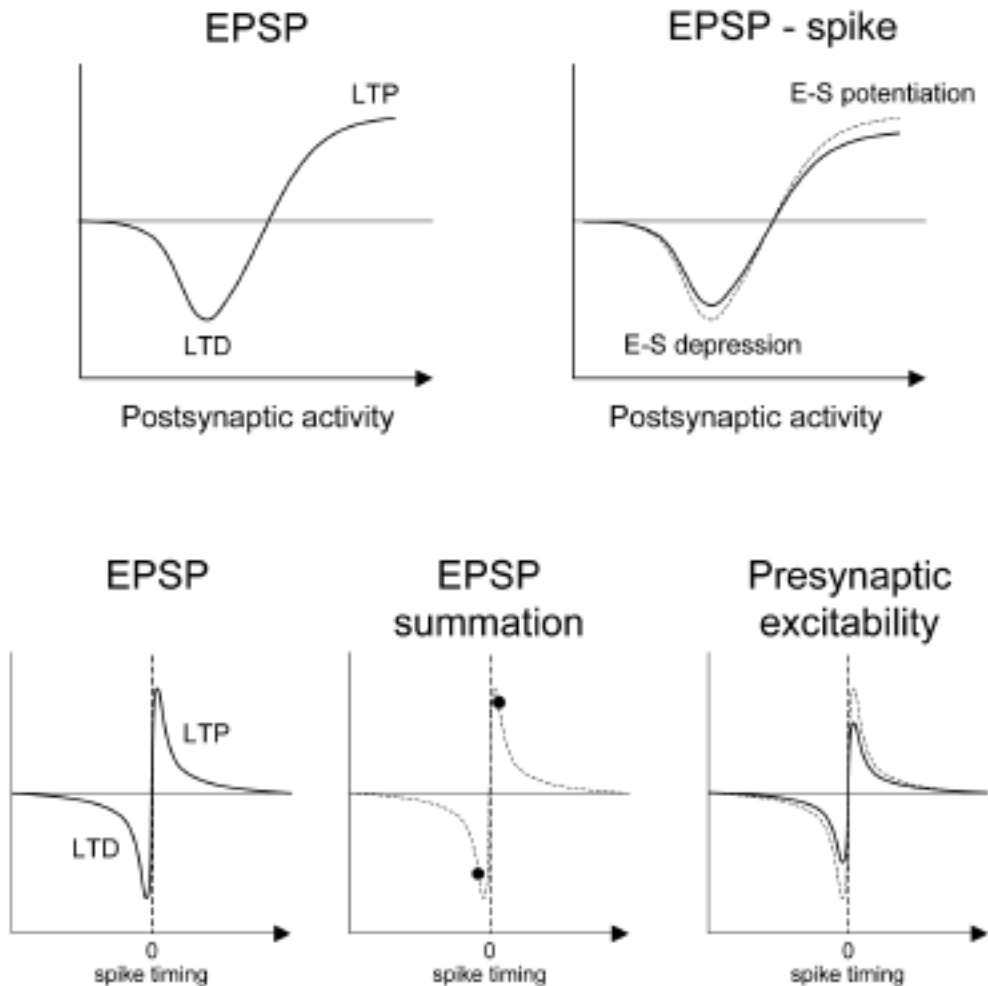 EPSP
EPSP - spike
LTP
E-S potentiation
LTD
E-S depression
Postsynaptic activity
Postsynaptic activity
EPSP
EPSP
summation
Presynaptic
excitability
LTP
LTD
0
spike timing
0
spike timing
0
spike timing